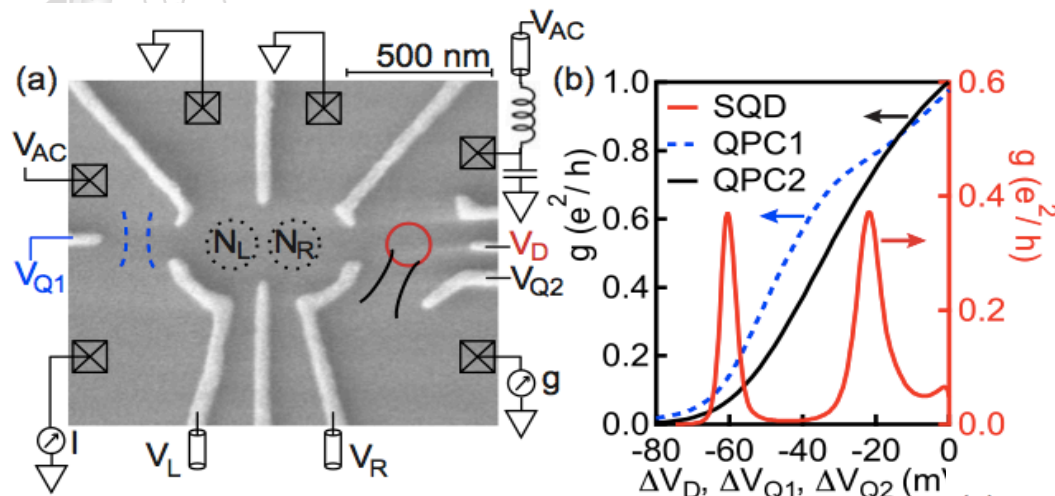 (a)
500 nm
V_AC
V_AC
N_L
N_R
V_Q1
V_D
V_Q2
I
V_L
V_R
g
(b)
SQD
QPC1
QPC2
g (e²/h)
1.0
0.8
0.6
0.4
0.2
0.0
0.6
0.4
0.2
0.0
g (e²/h)
-80 -60 -40 -20 0
ΔV_D, ΔV_Q1, ΔV_Q2 (m